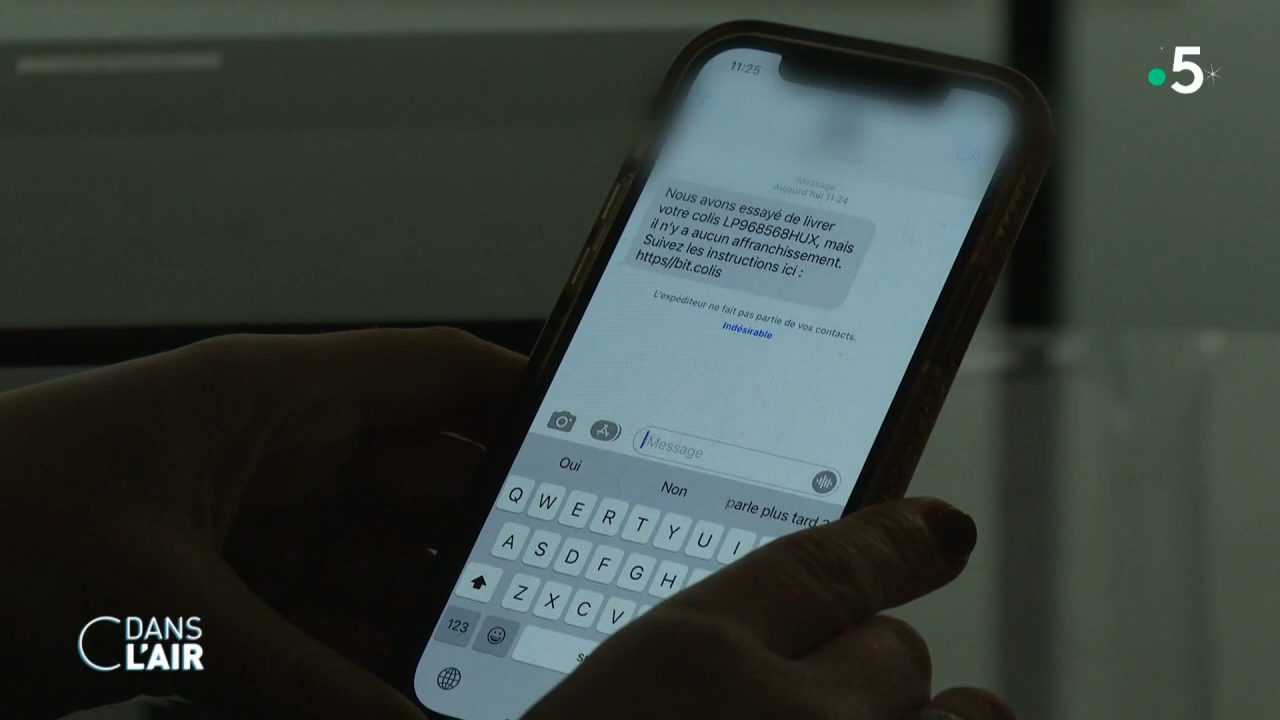 5
11:25
iMessage
Aujourd'hui 11:24
Nous avons essayé de livrer
votre colis LP968568HUX, mais
il n'y a aucun affranchissement.
Suivez les instructions ici :
https//bit.colis
L'expéditeur ne fait pas partie de vos contacts.
Indésirable
Message
Oui Non parle plus tard ?
Q W E R T Y U I
A S D F G H
Z X C V
123
C DANS
L'AIR